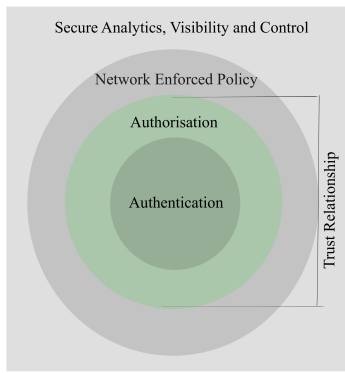 Secure Analytics, Visibility and Control
Network Enforced Policy
Authorisation
Authentication
Trust Relationship